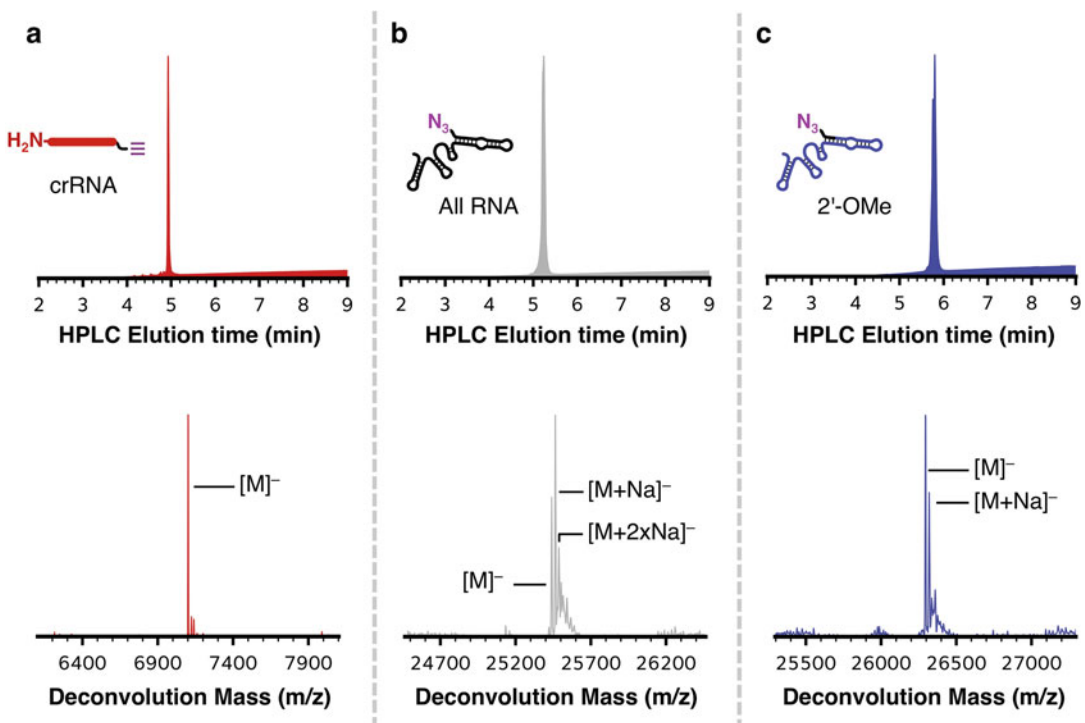 a
H₂N
crRNA
2 3 4 5 6 7 8 9
HPLC Elution time (min)
[M]⁻
6400 6900 7400 7900
Deconvolution Mass (m/z)
b
N₃
All RNA
2 3 4 5 6 7 8 9
HPLC Elution time (min)
[M+Na]⁻
[M+2xNa]⁻
[M]⁻
24700 25200 25700 26200
Deconvolution Mass (m/z)
c
N₃
2'-OMe
2 3 4 5 6 7 8 9
HPLC Elution time (min)
[M]⁻
[M+Na]⁻
25500 26000 26500 27000
Deconvolution Mass (m/z)